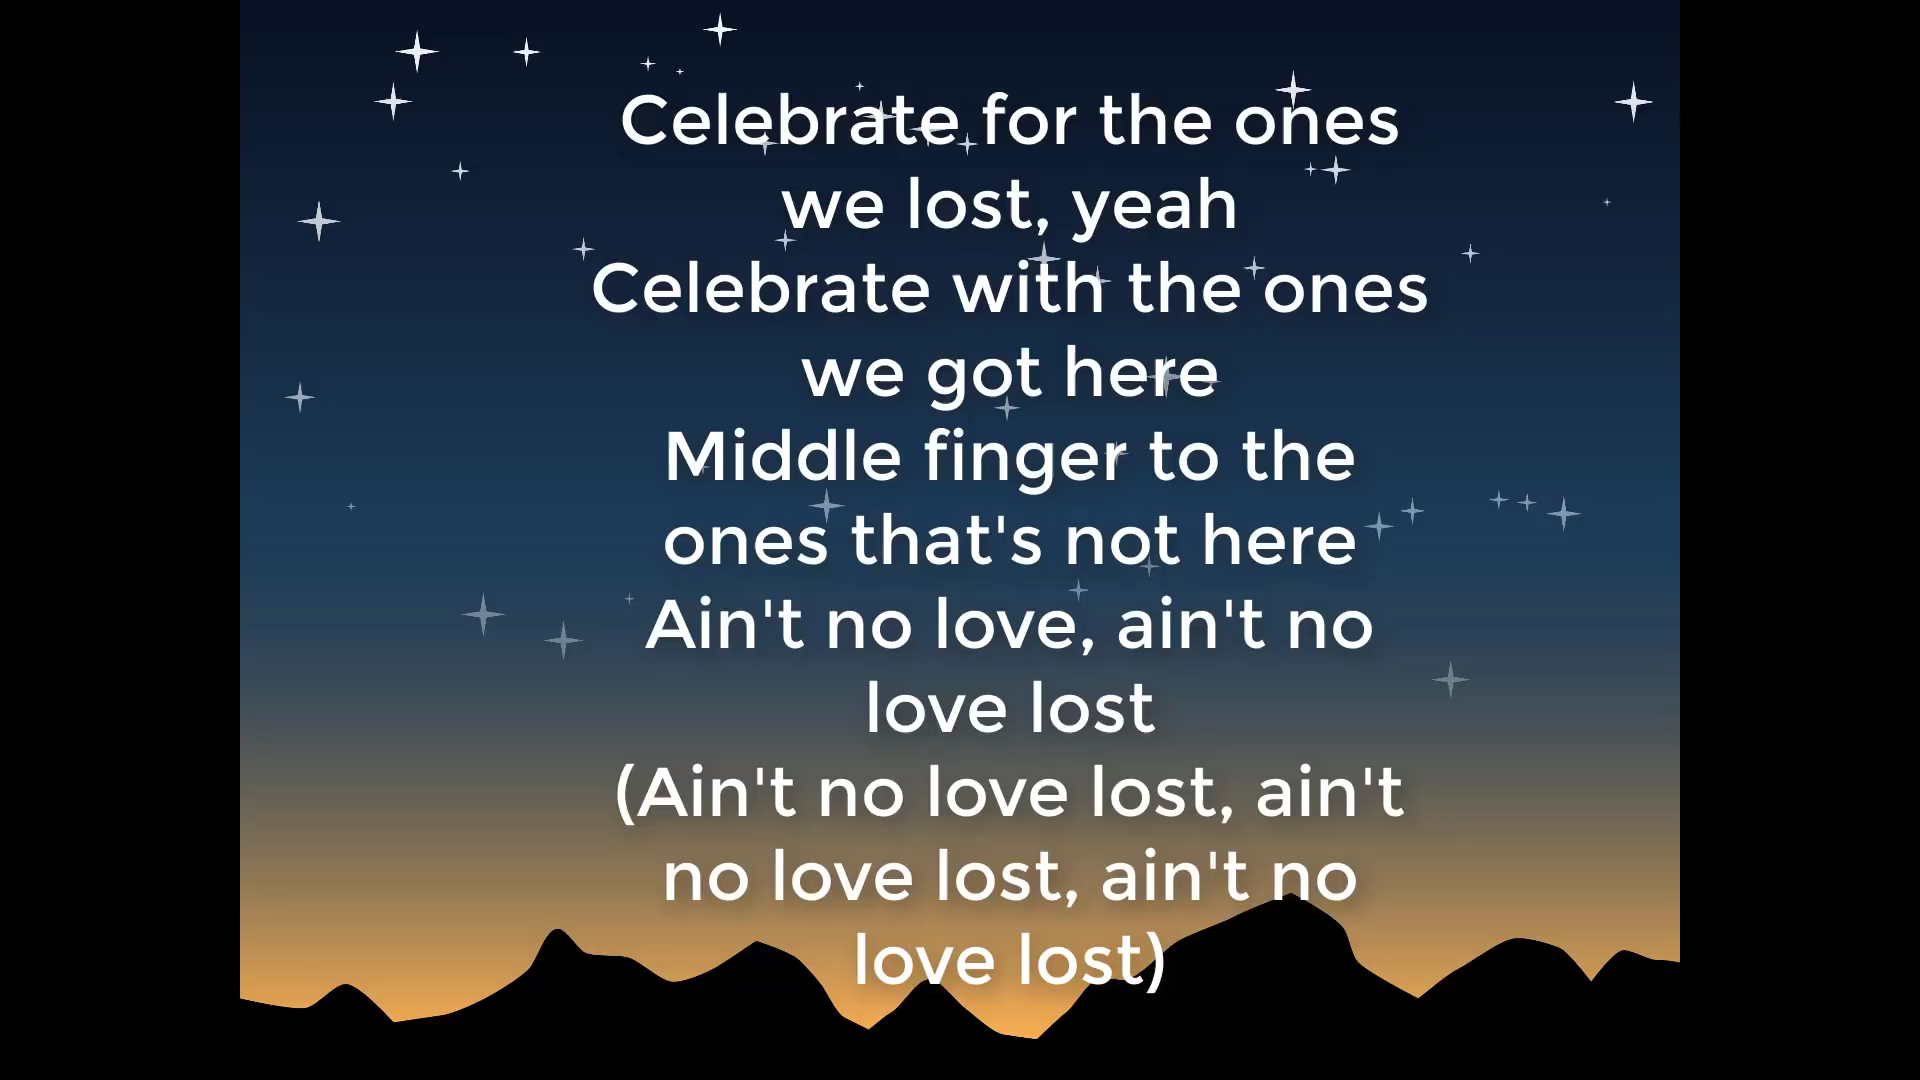 Celebrate for the ones
we lost, yeah
Celebrate with the ones
we got here
Middle finger to the
ones that's not here
Ain't no love, ain't no
love lost
(Ain't no love lost, ain't
no love lost, ain't no
love lost)